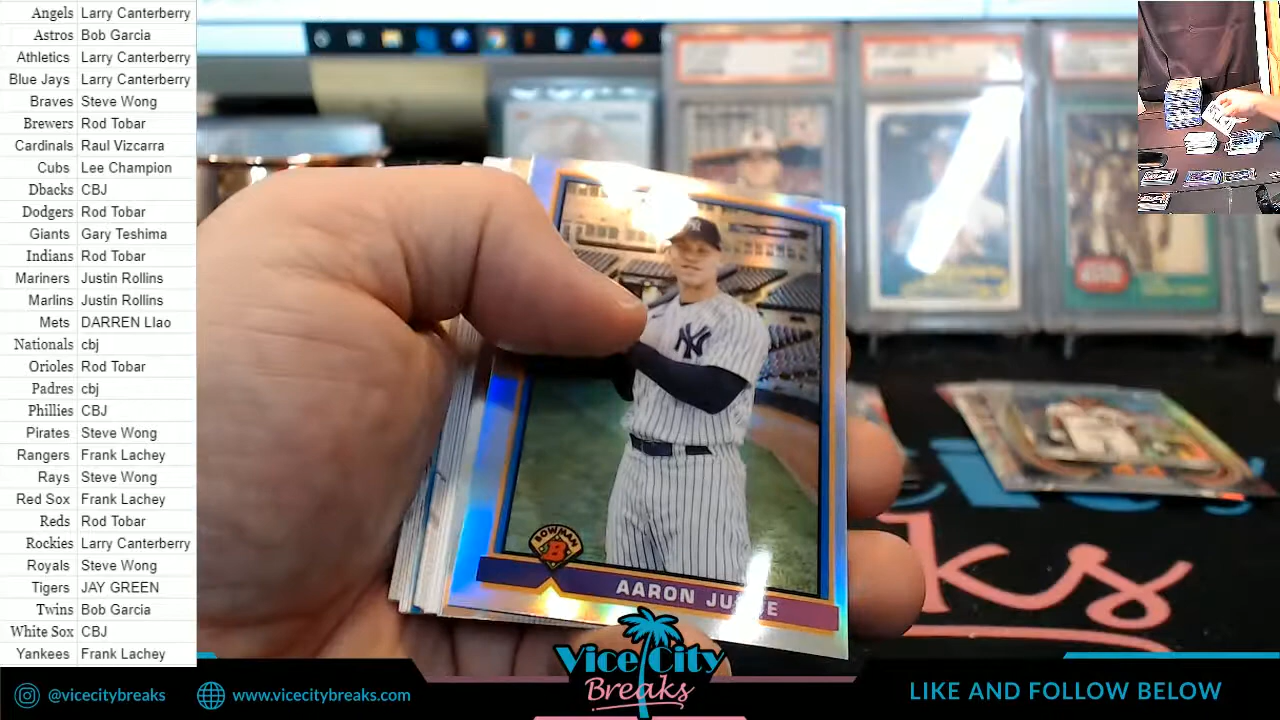 Angels Larry Canterberry
Astros Bob Garcia
Athletics Larry Canterberry
Blue Jays Larry Canterberry
Braves Steve Wong
Brewers Rod Tobar
Cardinals Raul Vizcarra
Cubs Lee Champion
Dbacks CBJ
Dodgers Rod Tobar
Giants Gary Teshima
Indians Rod Tobar
Mariners Justin Rollins
Marlins Justin Rollins
Mets DARREN Llao
Nationals cbj
Orioles Rod Tobar
Padres cbj
Phillies CBJ
Pirates Steve Wong
Rangers Frank Lachey
Rays Steve Wong
Red Sox Frank Lachey
Reds Rod Tobar
Rockies Larry Canterberry
Royals Steve Wong
Tigers JAY GREEN
Twins Bob Garcia
White Sox CBJ
Yankees Frank Lachey
NY
BOWMAN
B
AARON JUDGE
Vice City
Breaks
@vicecitybreaks
www.vicecitybreaks.com
LIKE AND FOLLOW BELOW